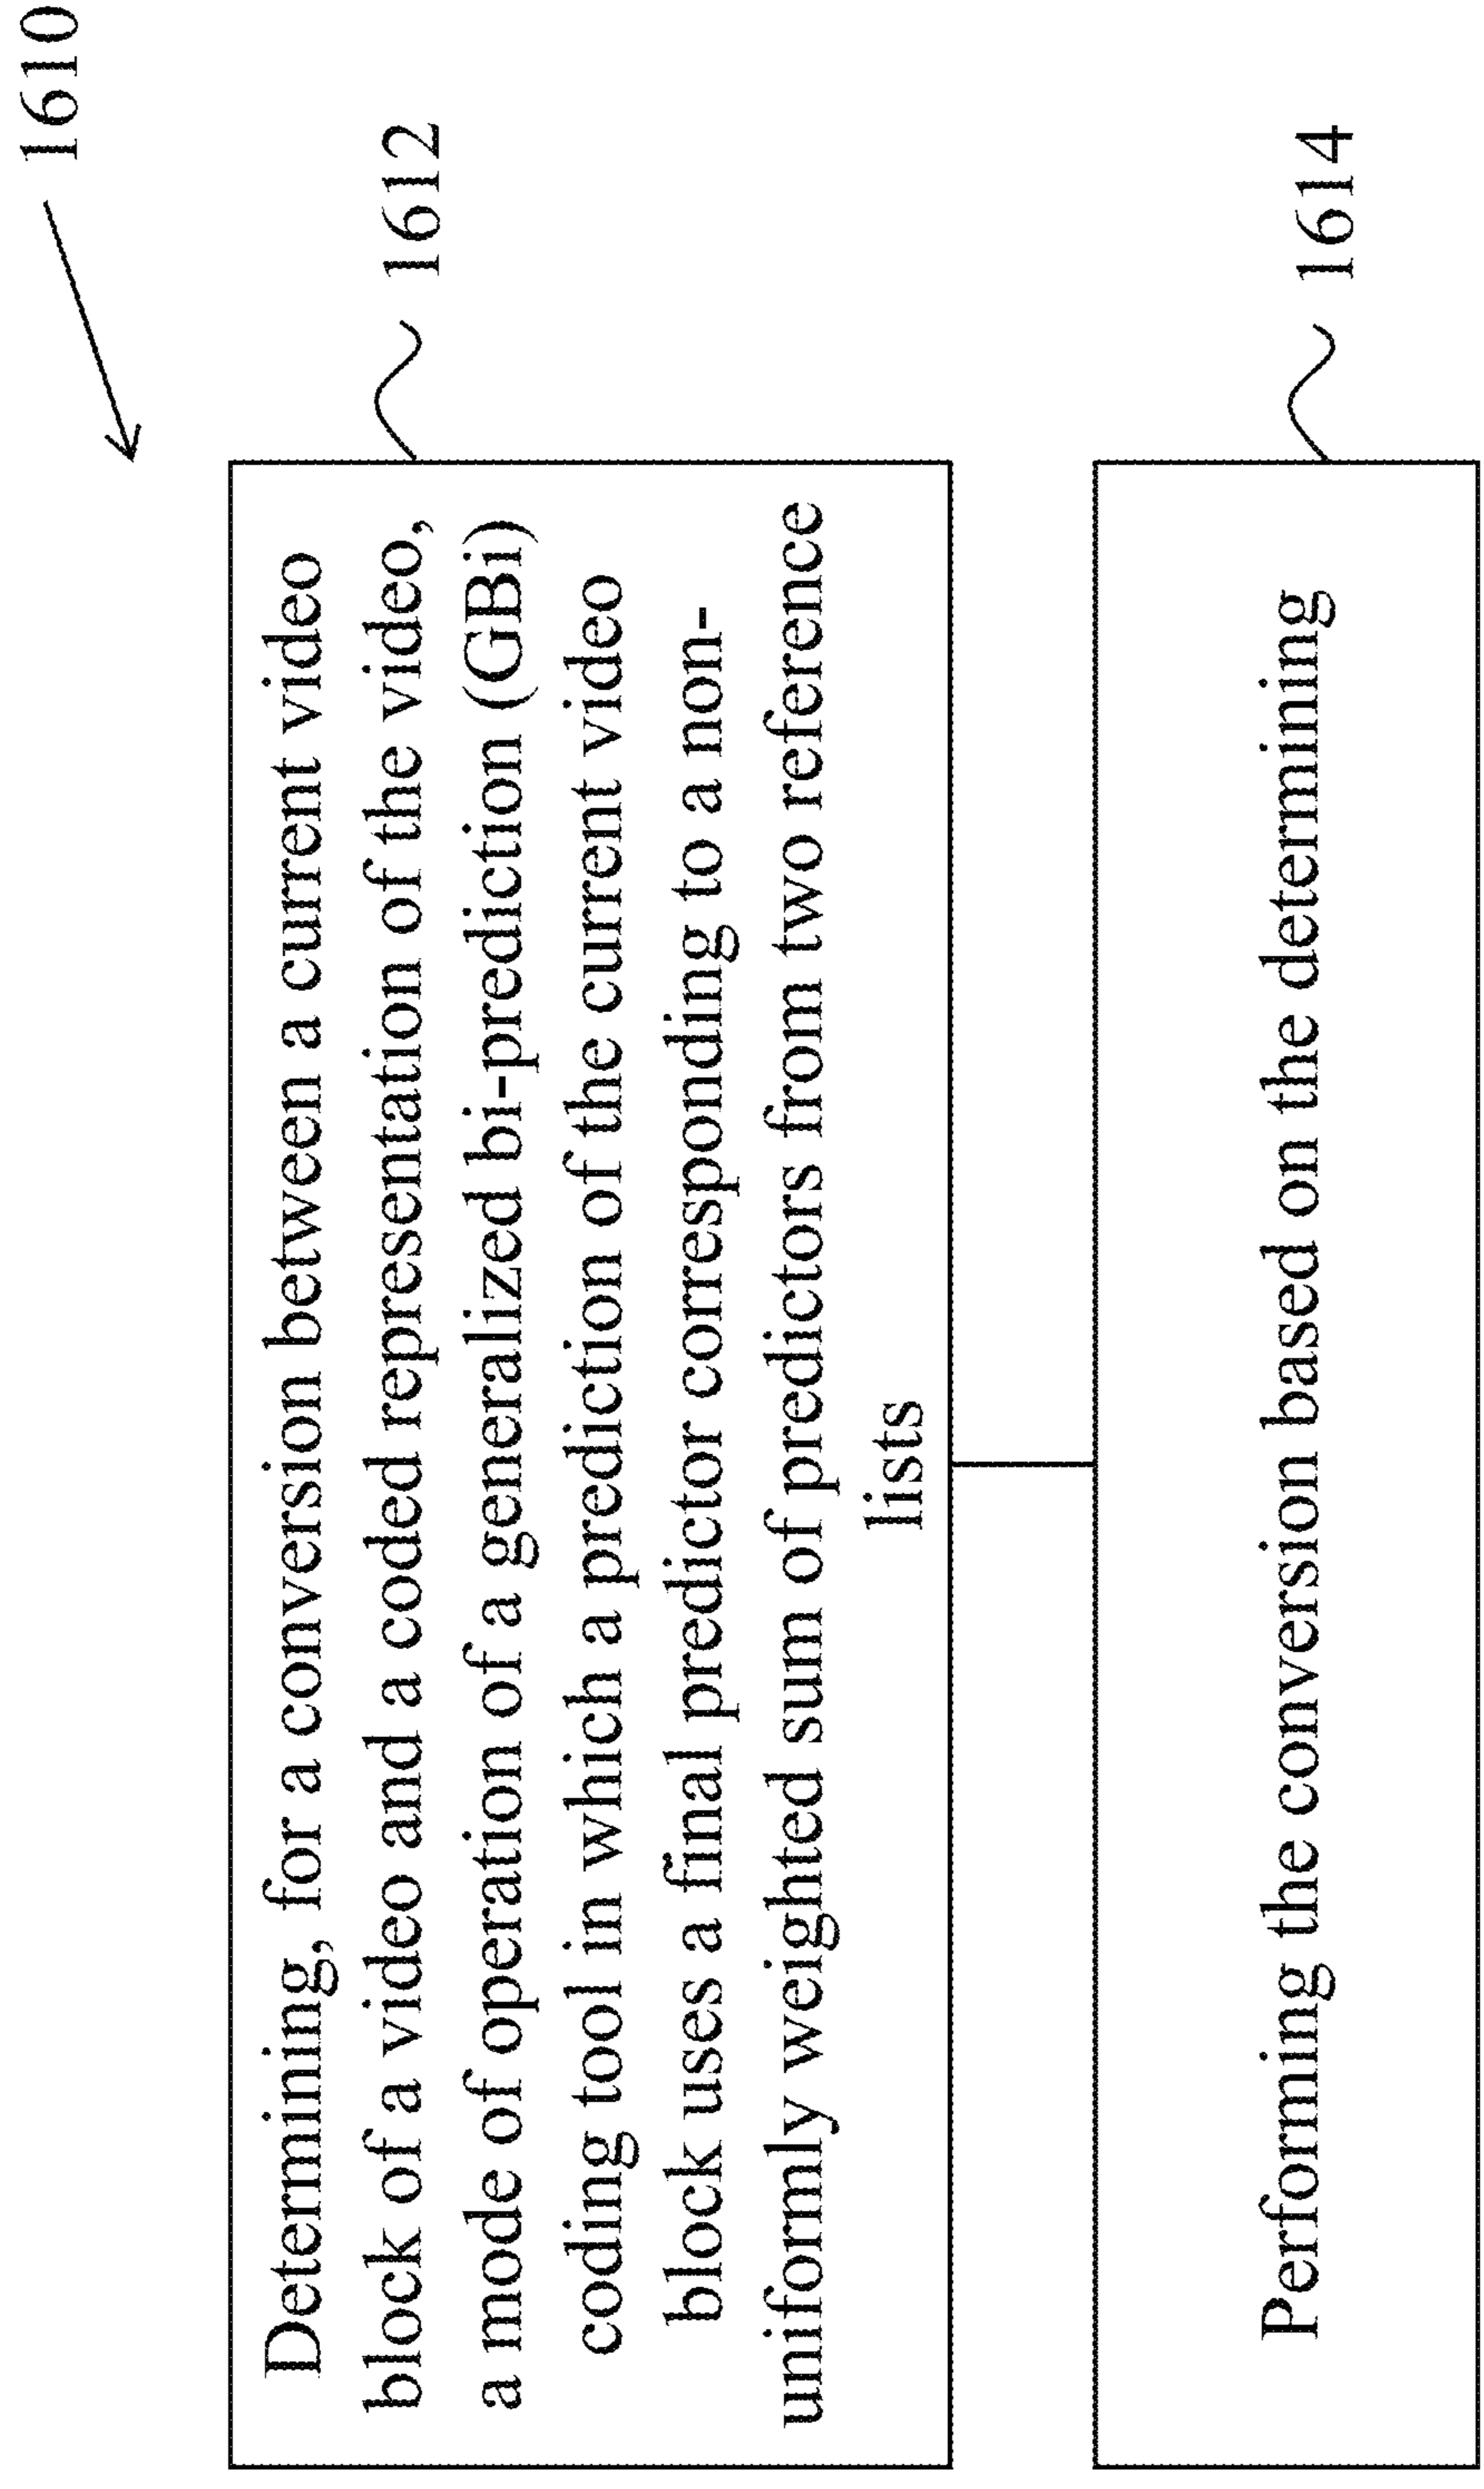 1610
Determining, for a conversion between a current video
block of a video and a coded representation of the video,
a mode of operation of a generalized bi-prediction (GBi)
coding tool in which a prediction of the current video
block uses a final predictor corresponding to a non-
uniformly weighted sum of predictors from two reference
lists
1612
Performing the conversion based on the determining
1614